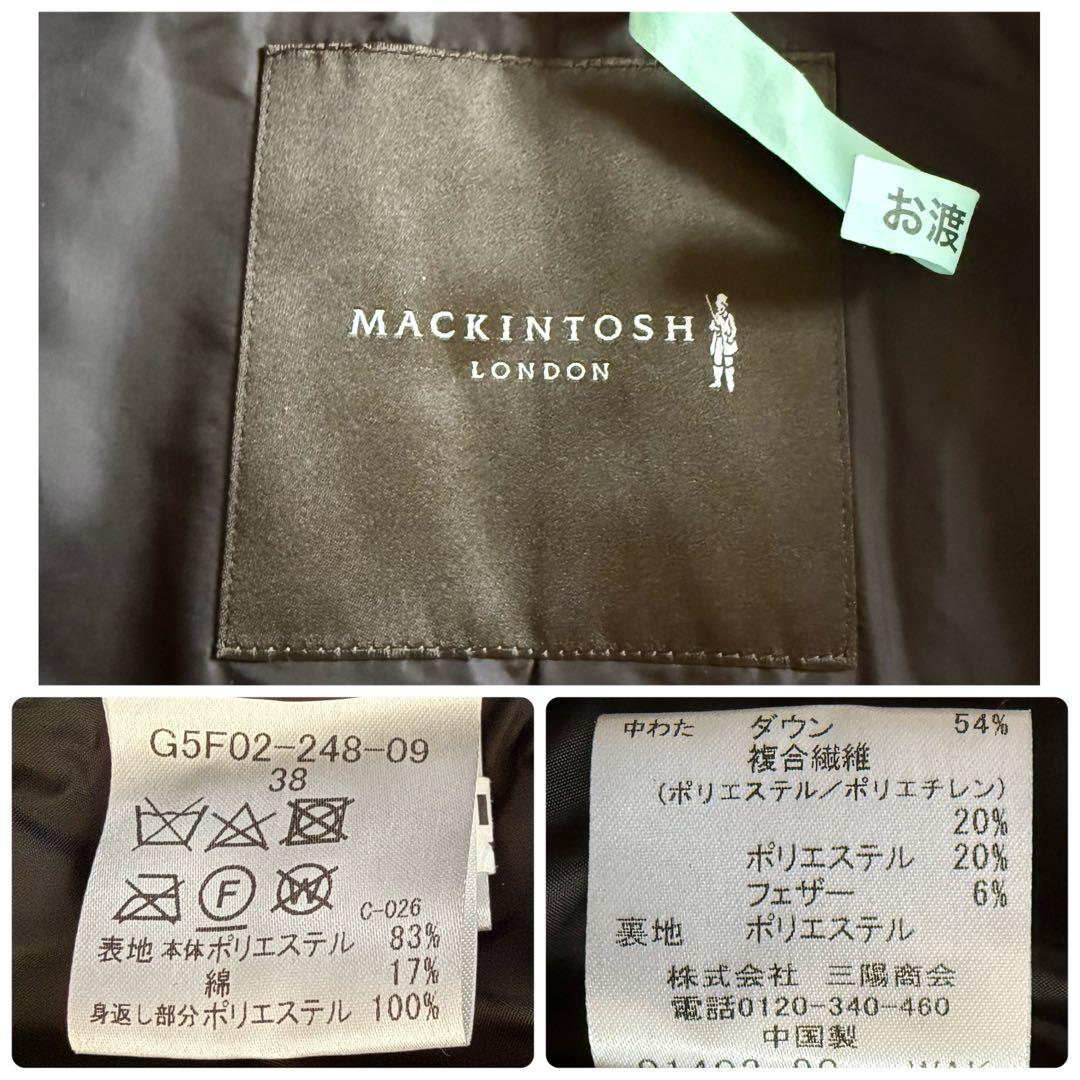 お渡
MACKINTOSH
LONDON
G5F02-248-09
38
F
W
C-026
表地 本体ポリエステル 83%
綿 17%
身返し部分ポリエステル 100%
中わた ダウン 54%
複合繊維
(ポリエステル/ポリエチレン)
20%
ポリエステル 20%
フェザー 6%
裏地 ポリエステル
株式会社 三陽商会
電話0120-340-460
中国製